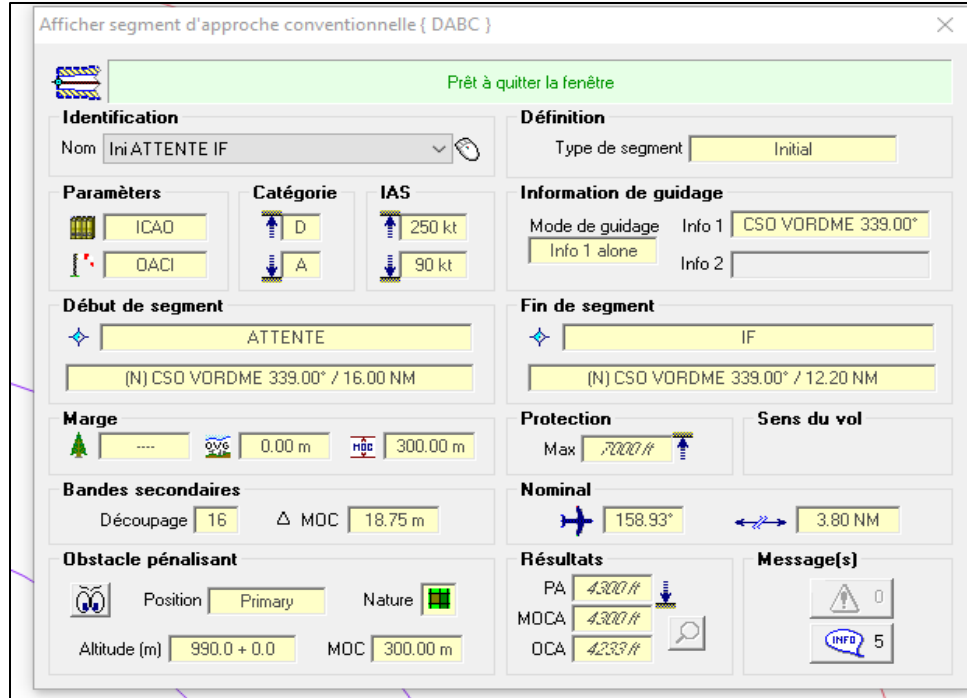 Afficher segment d'approche conventionnelle { DABC }
Prêt à quitter la fenêtre
Identification
Nom Ini ATTENTE IF
Définition
Type de segment Initial
Paramèters
ICAO
OACI
Catégorie
D
A
IAS
250 kt
90 kt
Information de guidage
Mode de guidage Info 1 CSO VORDME 339.00°
Info 1 alone
Info 2
Début de segment
ATTENTE
(N) CSO VORDME 339.00° / 16.00 NM
Fin de segment
IF
(N) CSO VORDME 339.00° / 12.20 NM
Marge
---- OVG 0.00 m MOC 300.00 m
Protection
Max 7000 ft
Sens du vol
Bandes secondaires
Découpage 16 Δ MOC 18.75 m
Nominal
158.93° 3.80 NM
Obstacle pénalisant
Position Primary Nature
Altitude (m) 990.0 + 0.0 MOC 300.00 m
Résultats
PA 4300 ft
MOCA 4300 ft
OCA 4233 ft
Message(s)
0
INFO 5